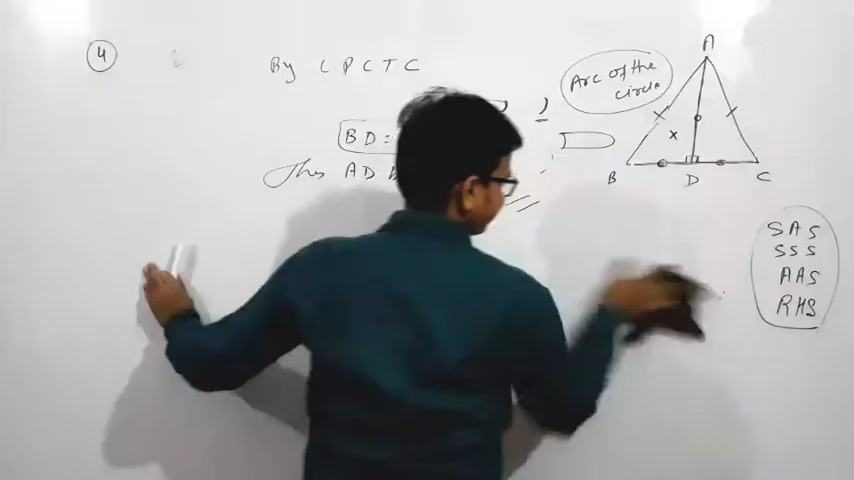 4
By CPCTC
BD =
Thus AD
Arc of the
circle
A
B
D
C
x
SAS
SSS
AAS
RHS